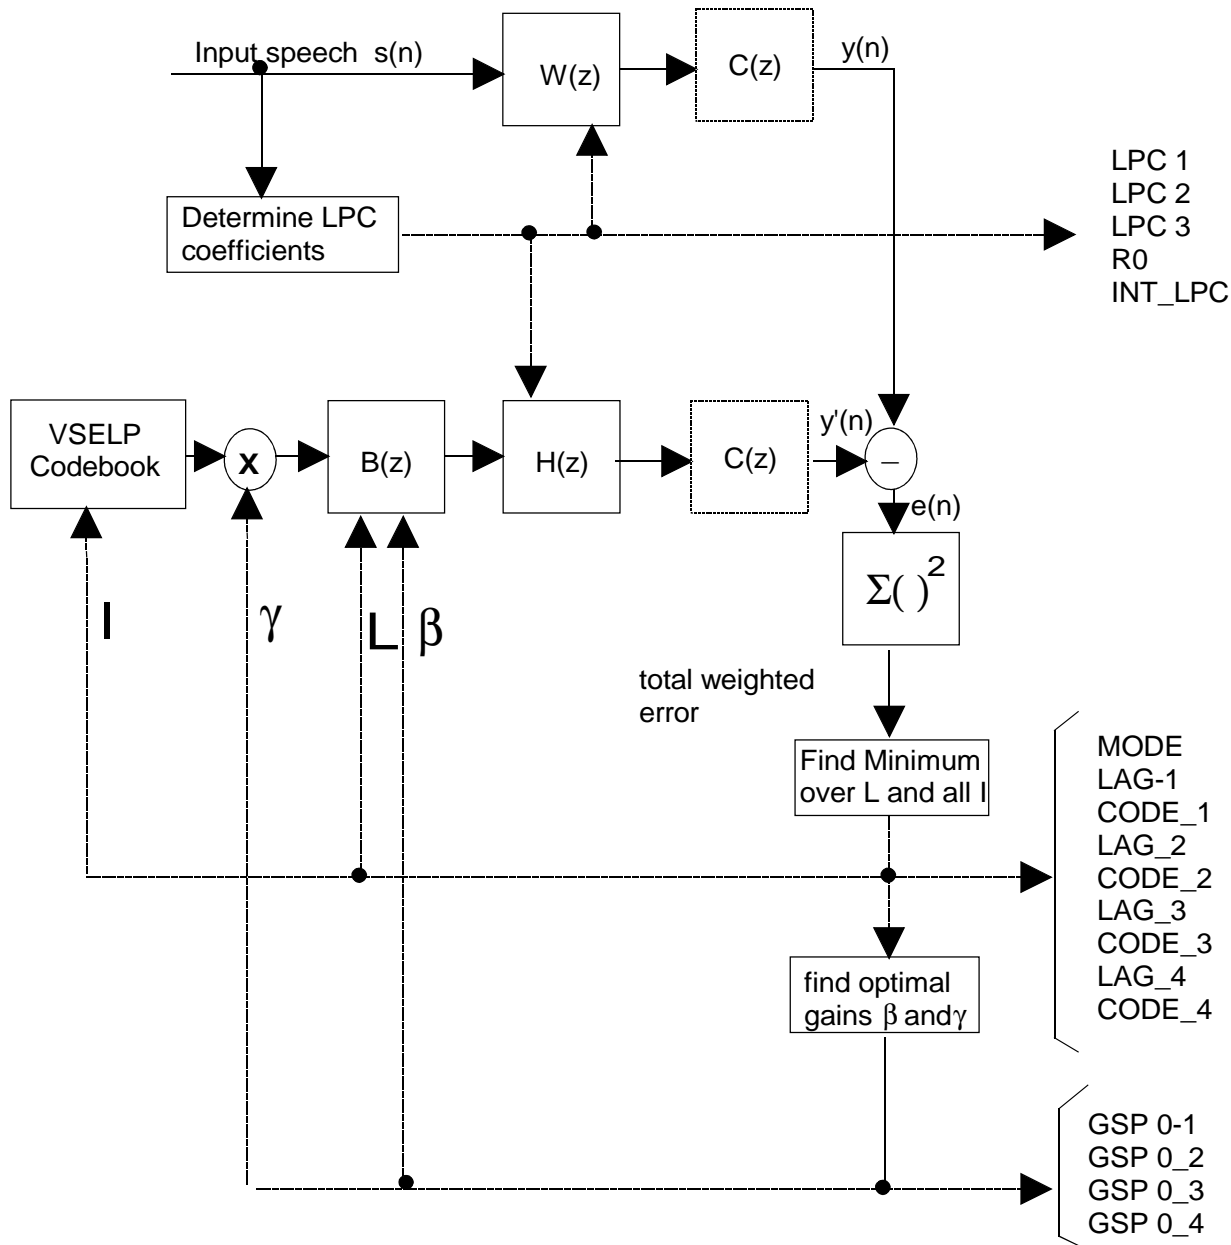 Input speech s(n)
W(z)
C(z)
y(n)
LPC 1
LPC 2
LPC 3
R0
INT_LPC
Determine LPC
coefficients
VSELP
Codebook
x
B(z)
H(z)
C(z)
y'(n)
–
e(n)
Σ( )²
I
γ
L
β
total weighted
error
Find Minimum
over L and all I
MODE
LAG-1
CODE_1
LAG_2
CODE_2
LAG_3
CODE_3
LAG_4
CODE_4
find optimal
gains β andγ
GSP 0-1
GSP 0_2
GSP 0_3
GSP 0_4